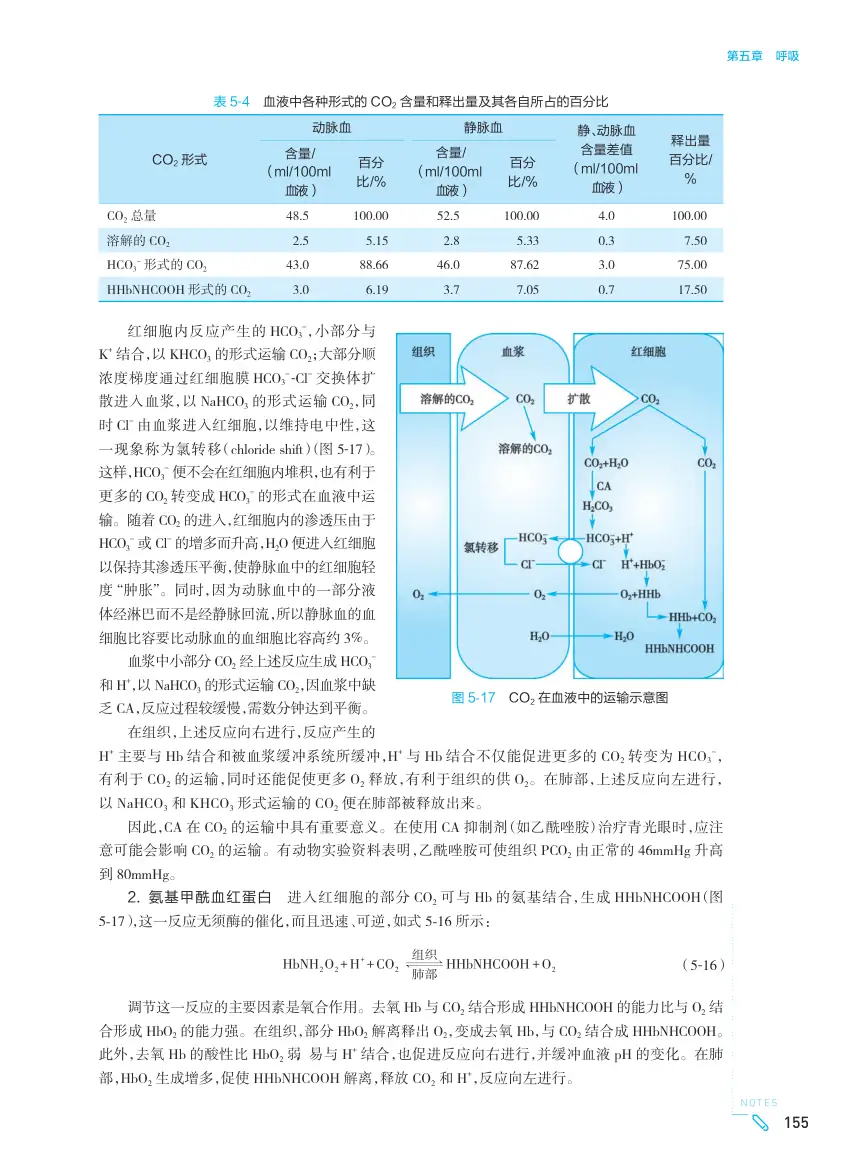 第五章 呼吸
表 5-4 血液中各种形式的 CO₂ 含量和释出量及其各自所占的百分比
CO₂ 形式
动脉血
静脉血
静、动脉血
含量差值
(ml/100ml
血液)
释出量
百分比/
%
含量/
(ml/100ml
血液)
百分
比/%
含量/
(ml/100ml
血液)
百分
比/%
CO₂ 总量 48.5 100.00 52.5 100.00 4.0 100.00
溶解的 CO₂ 2.5 5.15 2.8 5.33 0.3 7.50
HCO₃⁻ 形式的 CO₂ 43.0 88.66 46.0 87.62 3.0 75.00
HHbNHCOOH 形式的 CO₂ 3.0 6.19 3.7 7.05 0.7 17.50
红细胞内反应产生的 HCO₃⁻,小部分与
K⁺ 结合,以 KHCO₃ 的形式运输 CO₂;大部分顺
浓度梯度通过红细胞膜 HCO₃⁻-Cl⁻ 交换体扩
散进入血浆,以 NaHCO₃ 的形式运输 CO₂,同
时 Cl⁻ 由血浆进入红细胞,以维持电中性,这
一现象称为氯转移(chloride shift)(图 5-17)。
这样,HCO₃⁻ 便不会在红细胞内堆积,也有利于
更多的 CO₂ 转变成 HCO₃⁻ 的形式在血液中运
输。随着 CO₂ 的进入,红细胞内的渗透压由于
HCO₃⁻ 或 Cl⁻ 的增多而升高,H₂O 便进入红细胞
以保持其渗透压平衡,使静脉血中的红细胞轻
度“肿胀”。同时,因为动脉血中的一部分液
体经淋巴而不是经静脉回流,所以静脉血的血
细胞比容要比动脉血的血细胞比容高约 3%。
血浆中小部分 CO₂ 经上述反应生成 HCO₃⁻
和 H⁺,以 NaHCO₃ 的形式运输 CO₂,因血浆中缺
乏 CA,反应过程较缓慢,需数分钟达到平衡。
在组织,上述反应向右进行,反应产生的
组织 血浆 红细胞
溶解的CO₂ CO₂ 扩散 CO₂
溶解的CO₂
CO₂+H₂O CO₂
CA
H₂CO₃
HCO₃⁻ HCO₃⁻+H⁺
氯转移
Cl⁻ Cl⁻ H⁺+HbO₂⁻
O₂ O₂ O₂+HHb
HHb+CO₂
H₂O H₂O
HHbNHCOOH
图 5-17 CO₂ 在血液中的运输示意图
H⁺ 主要与 Hb 结合和被血浆缓冲系统所缓冲,H⁺ 与 Hb 结合不仅能促进更多的 CO₂ 转变为 HCO₃⁻,
有利于 CO₂ 的运输,同时还能促使更多 O₂ 释放,有利于组织的供 O₂。在肺部,上述反应向左进行,
以 NaHCO₃ 和 KHCO₃ 形式运输的 CO₂ 便在肺部被释放出来。
因此,CA 在 CO₂ 的运输中具有重要意义。在使用 CA 抑制剂(如乙酰唑胺)治疗青光眼时,应注
意可能会影响 CO₂ 的运输。有动物实验资料表明,乙酰唑胺可使组织 PCO₂ 由正常的 46mmHg 升高
到 80mmHg。
2. 氨基甲酰血红蛋白 进入红细胞的部分 CO₂ 可与 Hb 的氨基结合,生成 HHbNHCOOH(图
5-17),这一反应无须酶的催化,而且迅速、可逆,如式 5-16 所示:
HbNH₂O₂+H⁺+CO₂ ⇌ HHbNHCOOH+O₂ (5-16)
组织
肺部
调节这一反应的主要因素是氧合作用。去氧 Hb 与 CO₂ 结合形成 HHbNHCOOH 的能力比与 O₂ 结
合形成 HbO₂ 的能力强。在组织,部分 HbO₂ 解离释出 O₂,变成去氧 Hb,与 CO₂ 结合成 HHbNHCOOH。
此外,去氧 Hb 的酸性比 HbO₂ 弱 易与 H⁺ 结合,也促进反应向右进行,并缓冲血液 pH 的变化。在肺
部,HbO₂ 生成增多,促使 HHbNHCOOH 解离,释放 CO₂ 和 H⁺,反应向左进行。
NOTES
155